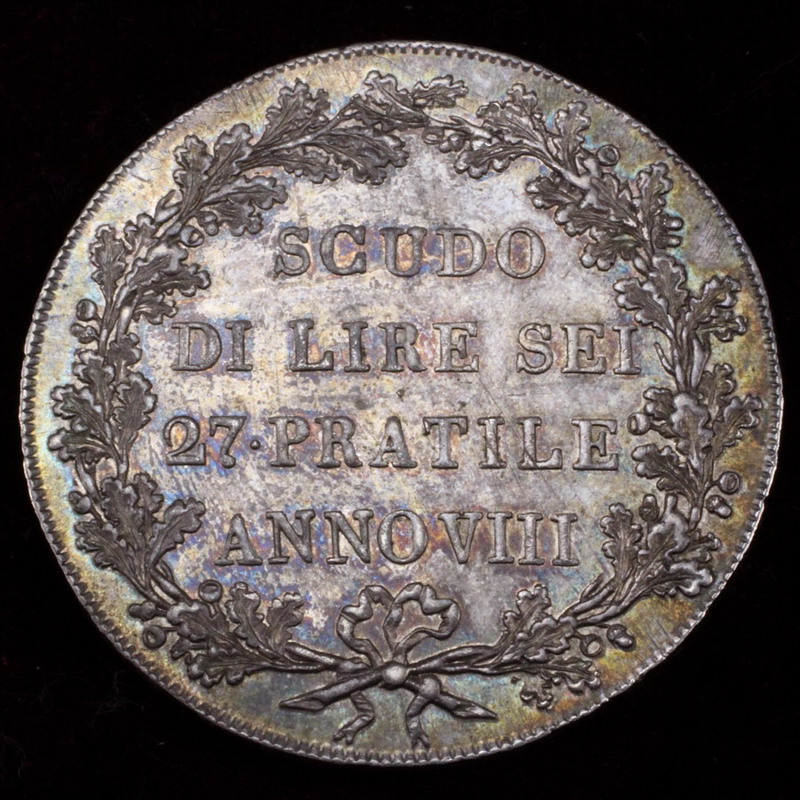 SCUDO
DI LIRE SEI
27·PRATILE
ANNO VIII